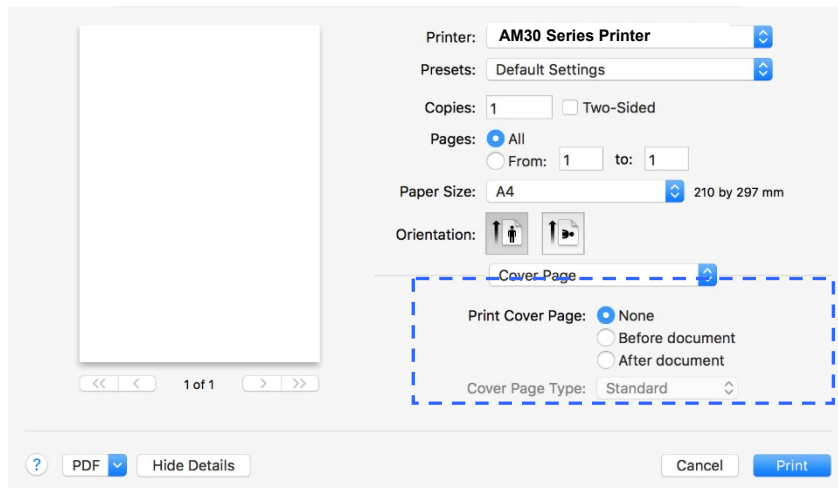 Printer: AM30 Series Printer
Presets: Default Settings
Copies: 1 Two-Sided
Pages: All
From: 1 to: 1
Paper Size: A4 210 by 297 mm
Orientation:
Cover Page
Print Cover Page: None
Before document
After document
Cover Page Type: Standard
<< < 1 of 1 > >>
? PDF Hide Details Cancel Print